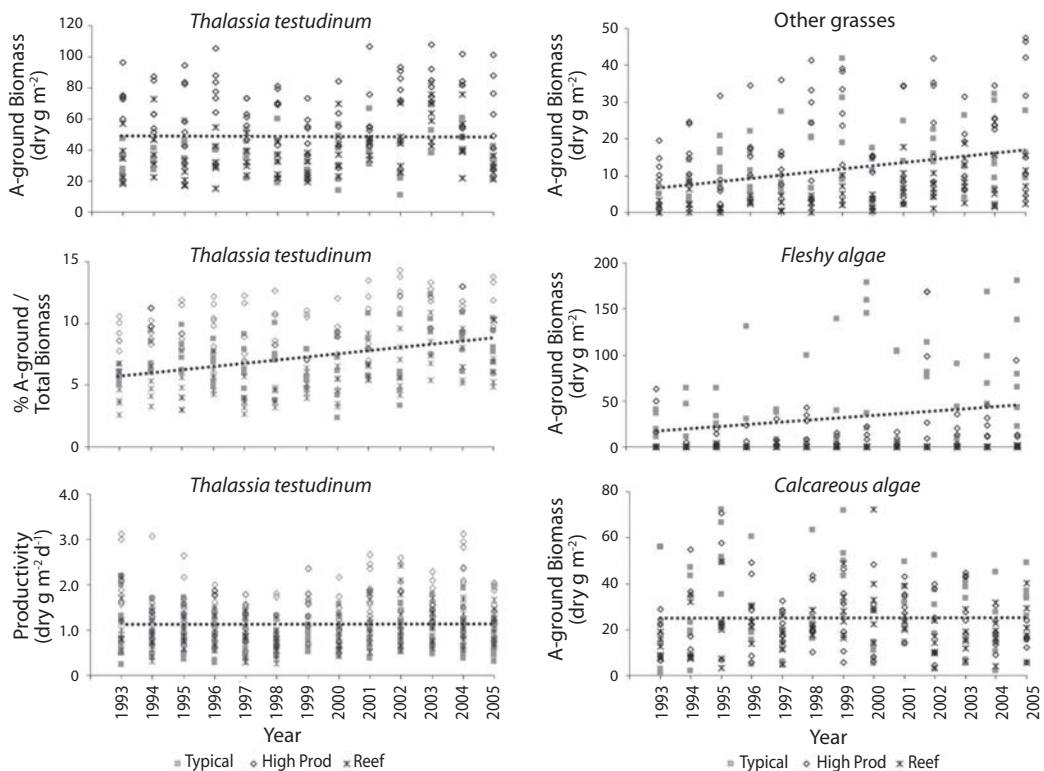 Thalassia testudinum
A-ground Biomass
(dry g m⁻²)
120
100
80
60
40
20
0
Other grasses
A-ground Biomass
(dry g m⁻²)
50
40
30
20
10
0
Thalassia testudinum
% A-ground /
Total Biomass
15
10
5
0
Fleshy algae
A-ground Biomass
(dry g m⁻²)
200
150
100
50
0
Thalassia testudinum
Productivity
(dry g m⁻² d⁻¹)
4.0
3.0
2.0
1.0
0
1993 1994 1995 1996 1997 1998 1999 2000 2001 2002 2003 2004 2005
Year
Typical High Prod Reef
Calcareous algae
A-ground Biomass
(dry g m⁻²)
80
60
40
20
0
1993 1994 1995 1996 1997 1998 1999 2000 2001 2002 2003 2004 2005
Year
Typical High Prod Reef